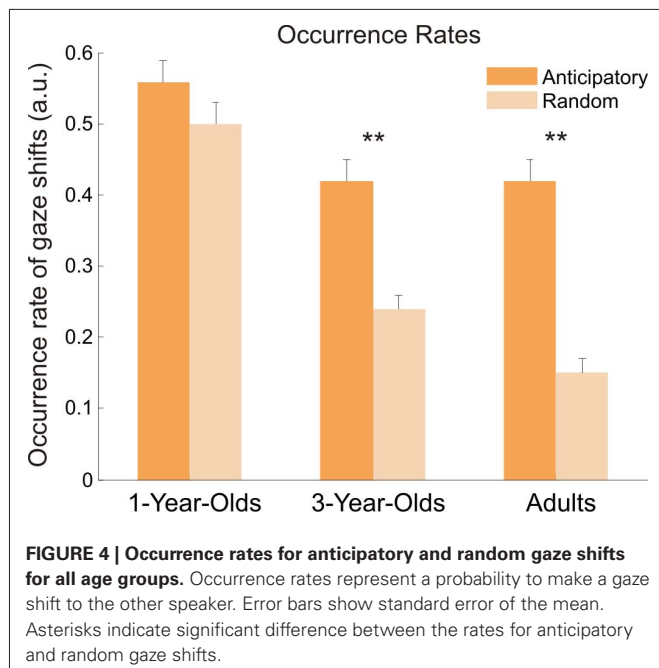 Occurrence Rates
Anticipatory
Random
Occurrence rate of gaze shifts (a.u.)
0.6
0.5
0.4
0.3
0.2
0.1
0
**
**
1-Year-Olds 3-Year-Olds Adults
FIGURE 4 | Occurrence rates for anticipatory and random gaze shifts
for all age groups. Occurrence rates represent a probability to make a gaze
shift to the other speaker. Error bars show standard error of the mean.
Asterisks indicate significant difference between the rates for anticipatory
and random gaze shifts.